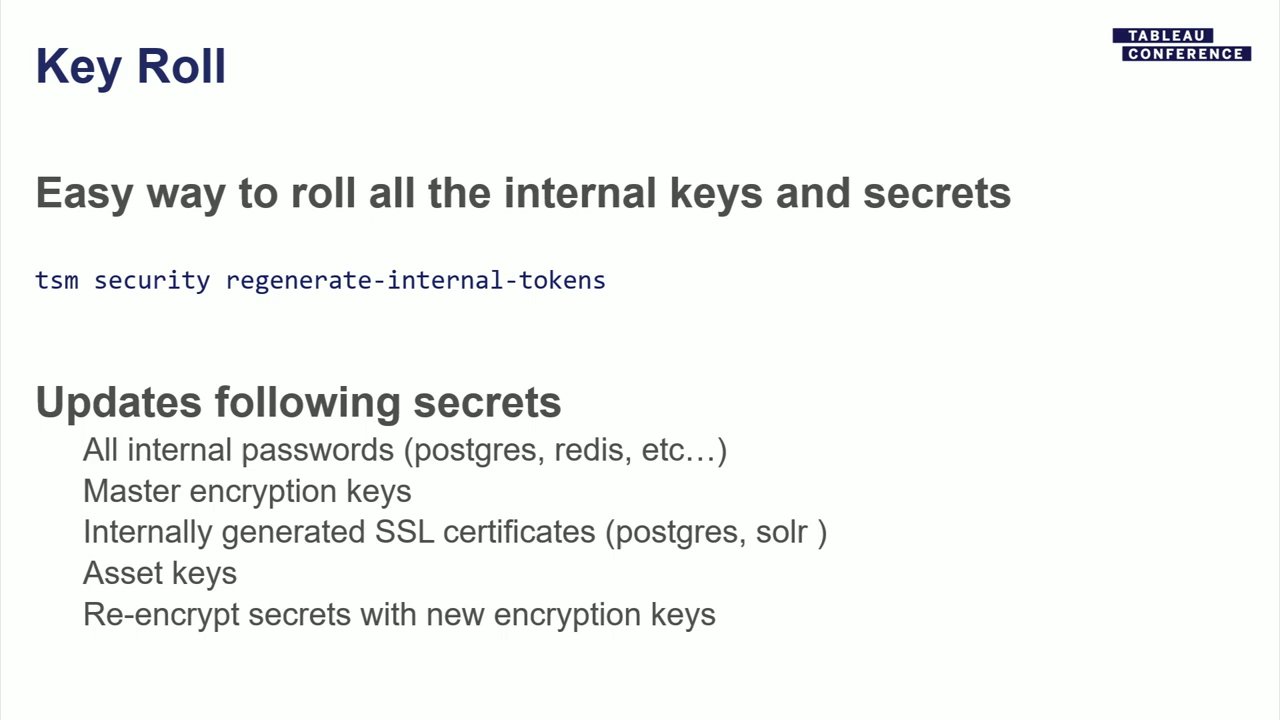 Key Roll
TABLEAU
CONFERENCE
Easy way to roll all the internal keys and secrets
tsm security regenerate-internal-tokens
Updates following secrets
All internal passwords (postgres, redis, etc…)
Master encryption keys
Internally generated SSL certificates (postgres, solr )
Asset keys
Re-encrypt secrets with new encryption keys